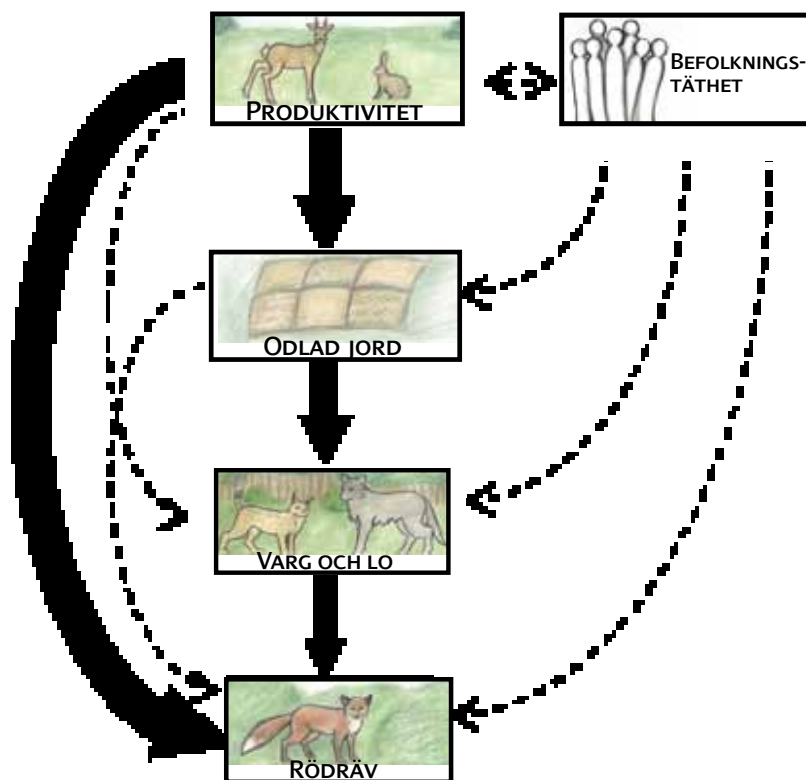 Produktivitet
Befolknings-
täthet
Odlad jord
Varg och lo
Rödräv